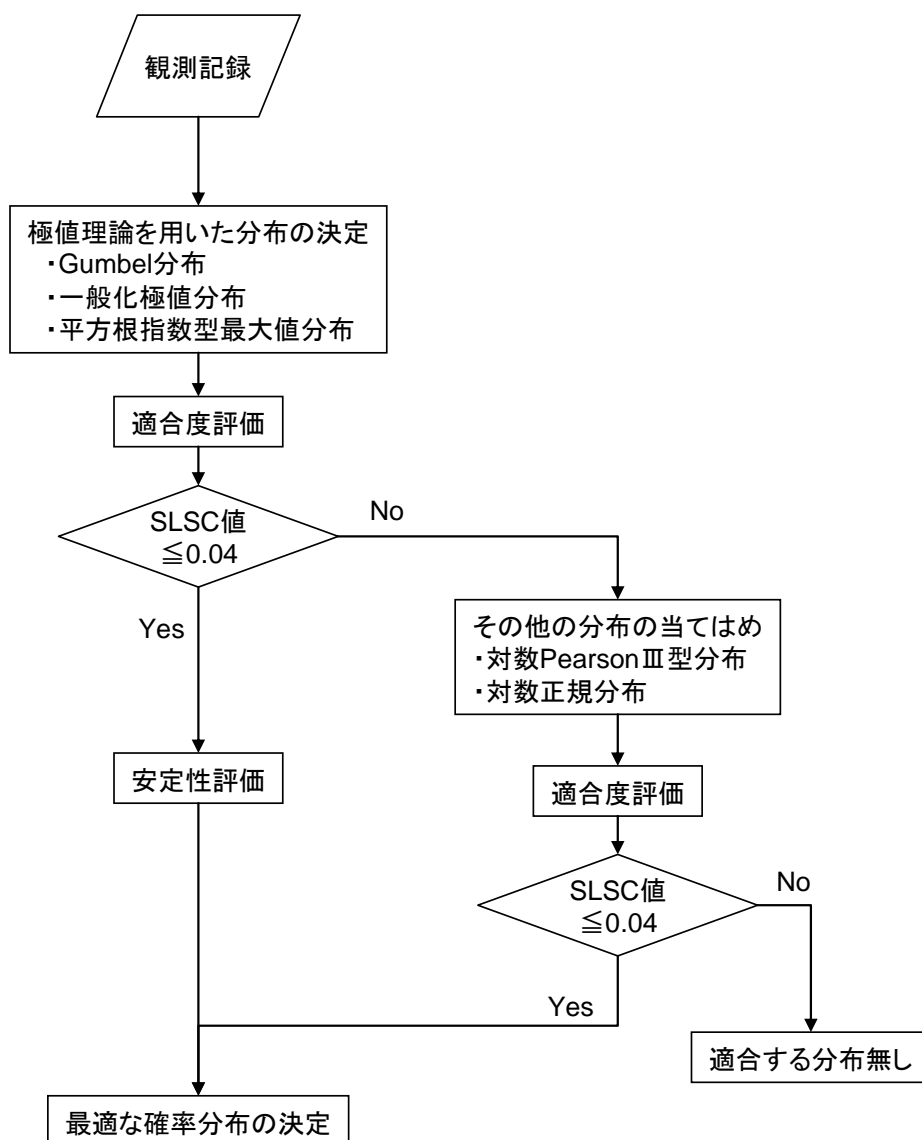 観測記録
極値理論を用いた分布の決定
・Gumbel分布
・一般化極値分布
・平方根指数型最大値分布
適合度評価
SLSC値
≦0.04
No
Yes
その他の分布の当てはめ
・対数PearsonⅢ型分布
・対数正規分布
安定性評価
適合度評価
SLSC値
≦0.04
No
Yes
適合する分布無し
最適な確率分布の決定